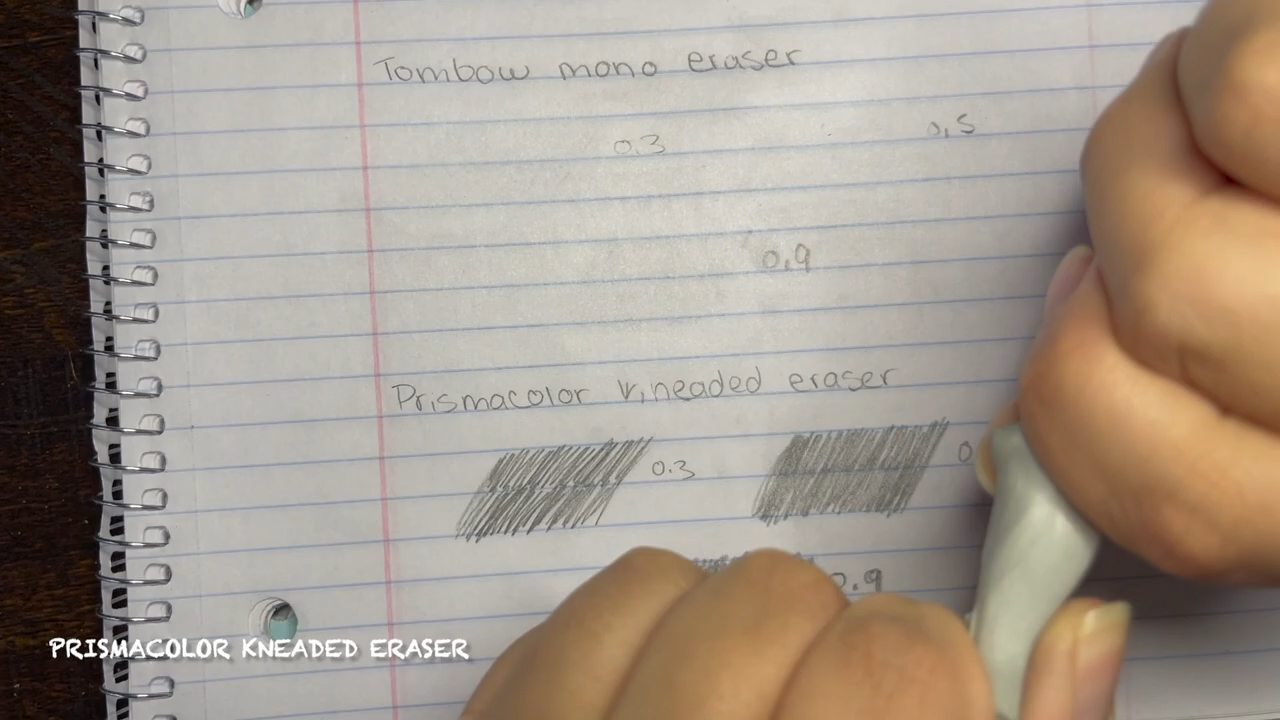 Tombow mono eraser
0.3
0.5
0.9
Prismacolor Kneaded eraser
0.3
0.9
PRISMACOLOR KNEADED ERASER